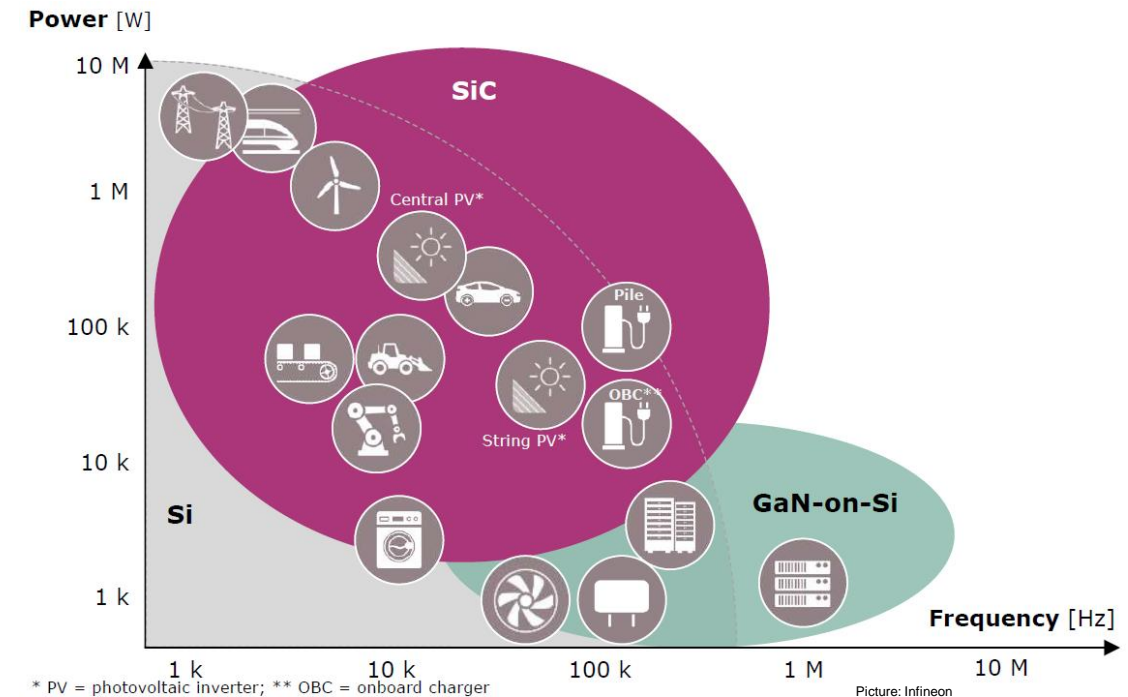 Power [W]
10 M
SiC
1 M
Central PV*
Pile
100 k
OBC**
String PV*
10 k
Si
GaN-on-Si
1 k
Frequency [Hz]
1 k 10 k 100 k 1 M 10 M
* PV = photovoltaic inverter; ** OBC = onboard charger
Picture: Infineon